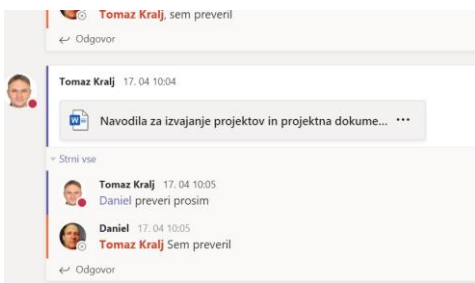 Tomaz Kralj, sem preveril
Odgovor
Tomaz Kralj 17. 04 10:04
Navodila za izvajanje projektov in projektna dokume... •••
Strni vse
Tomaz Kralj 17. 04 10:05
Daniel preveri prosim
Daniel 17. 04 10:05
Tomaz Kralj Sem preveril
Odgovor